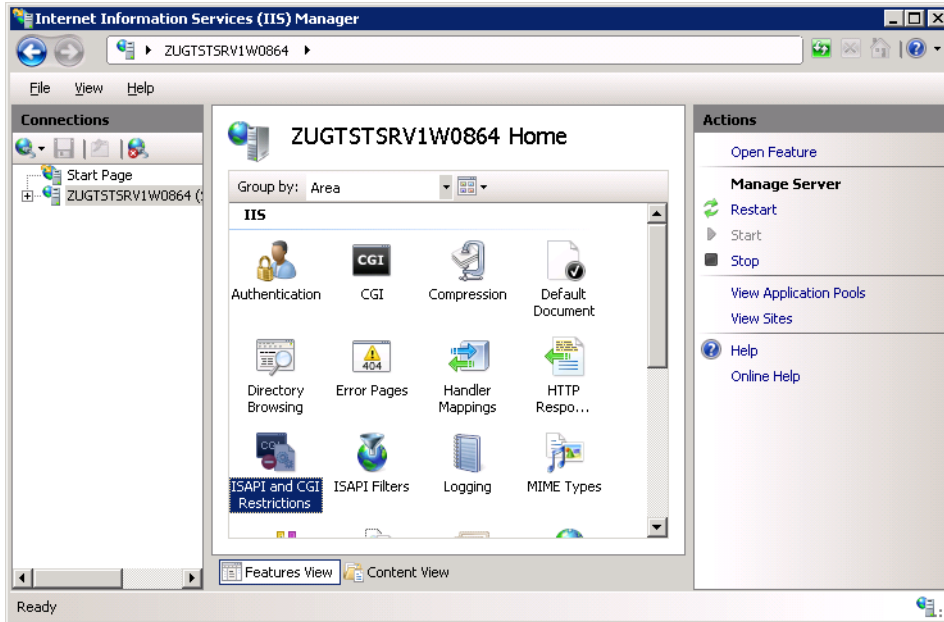 Internet Information Services (IIS) Manager
ZUGTSTSRV1W0864
File View Help
Connections
Start Page
ZUGTSTSRV1W0864 (
ZUGTSTSRV1W0864 Home
Group by: Area
IIS
Authentication
CGI
CGI
Compression
Default
Document
Directory
Browsing
404
Error Pages
Handler
Mappings
HTTP
Respo...
ISAPI and CGI
Restrictions
ISAPI Filters
Logging
MIME Types
Features View
Content View
Actions
Open Feature
Manage Server
Restart
Start
Stop
View Application Pools
View Sites
Help
Online Help
Ready